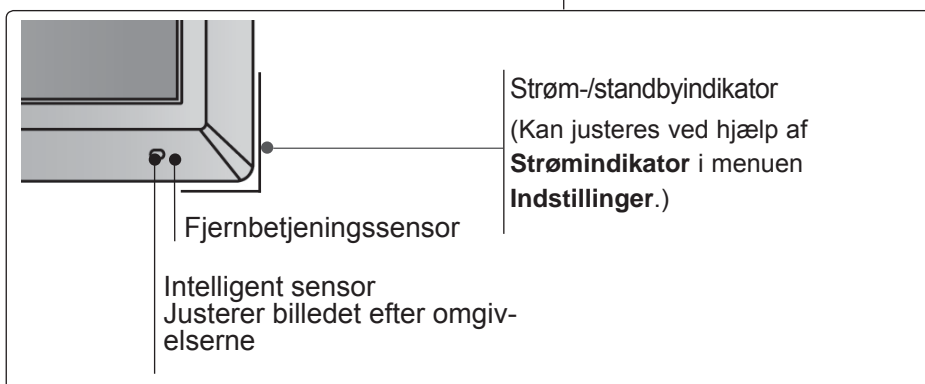 Strøm-/standbyindikator
(Kan justeres ved hjælp af
Strømindikator i menuen
Indstillinger.)
Fjernbetjeningssensor
Intelligent sensor
Justerer billedet efter omgiv-
elserne